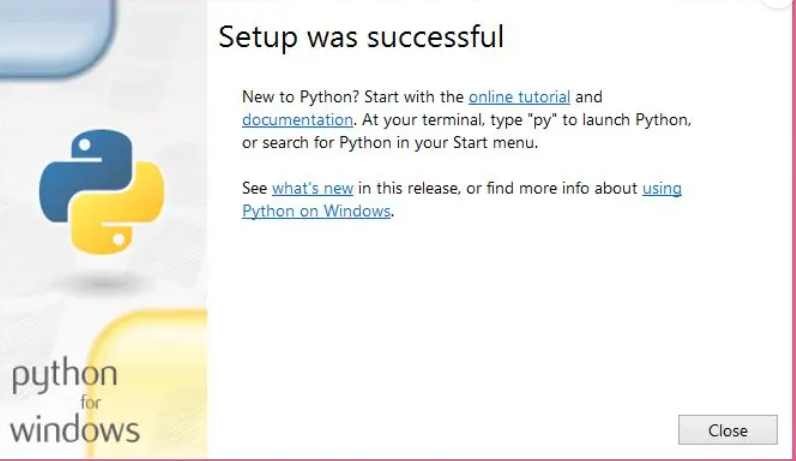 Setup was successful
New to Python? Start with the online tutorial and
documentation. At your terminal, type "py" to launch Python,
or search for Python in your Start menu.
See what's new in this release, or find more info about using
Python on Windows.
python
for
windows
Close